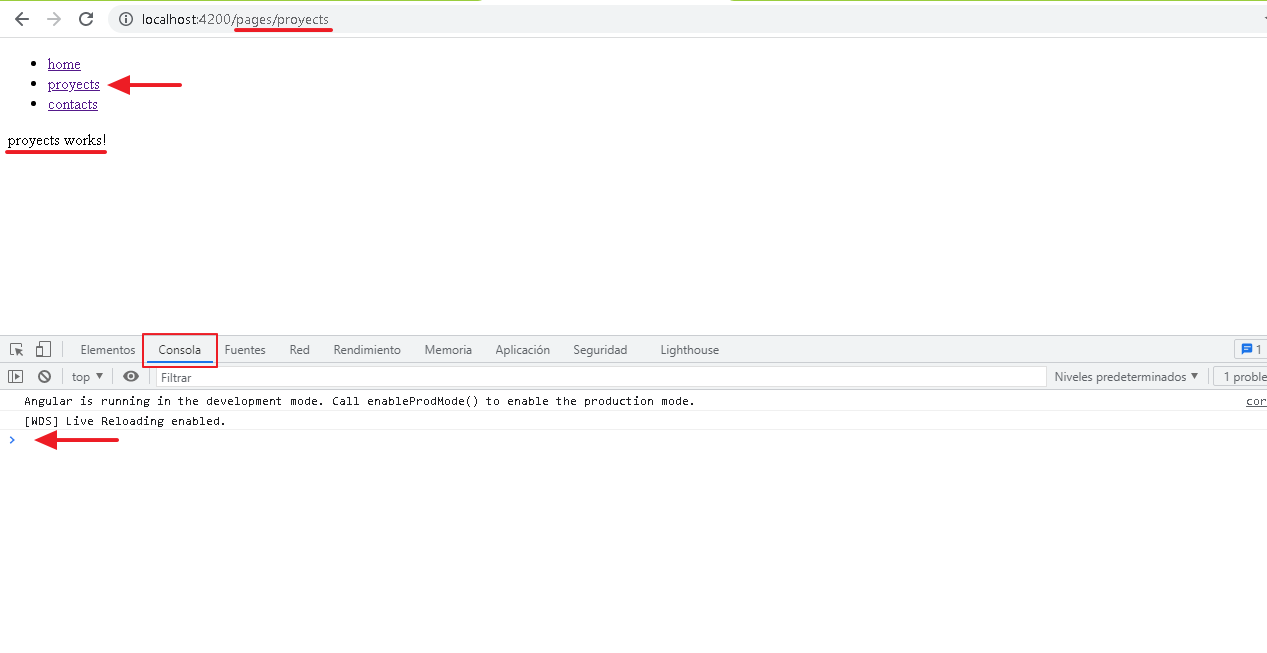 localhost:4200/pages/proyects
home
proyects
contacts
proyects works!
Elementos Consola Fuentes Red Rendimiento Memoria Aplicación Seguridad Lighthouse 1
top Filtrar Niveles predeterminados 1 proble
Angular is running in the development mode. Call enableProdMode() to enable the production mode. cor
[WDS] Live Reloading enabled.
>